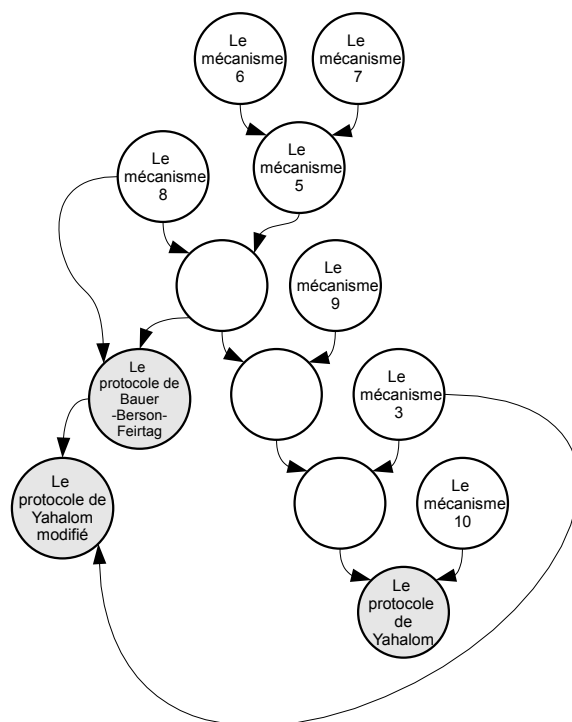 Le
mécanisme
6
Le
mécanisme
7
Le
mécanisme
5
Le
mécanisme
8
Le
mécanisme
9
Le
protocole de
Bauer
-Berson-
Feirtag
Le
mécanisme
3
Le
protocole de
Yahalom
modifié
Le
mécanisme
10
Le
protocole
de
Yahalom